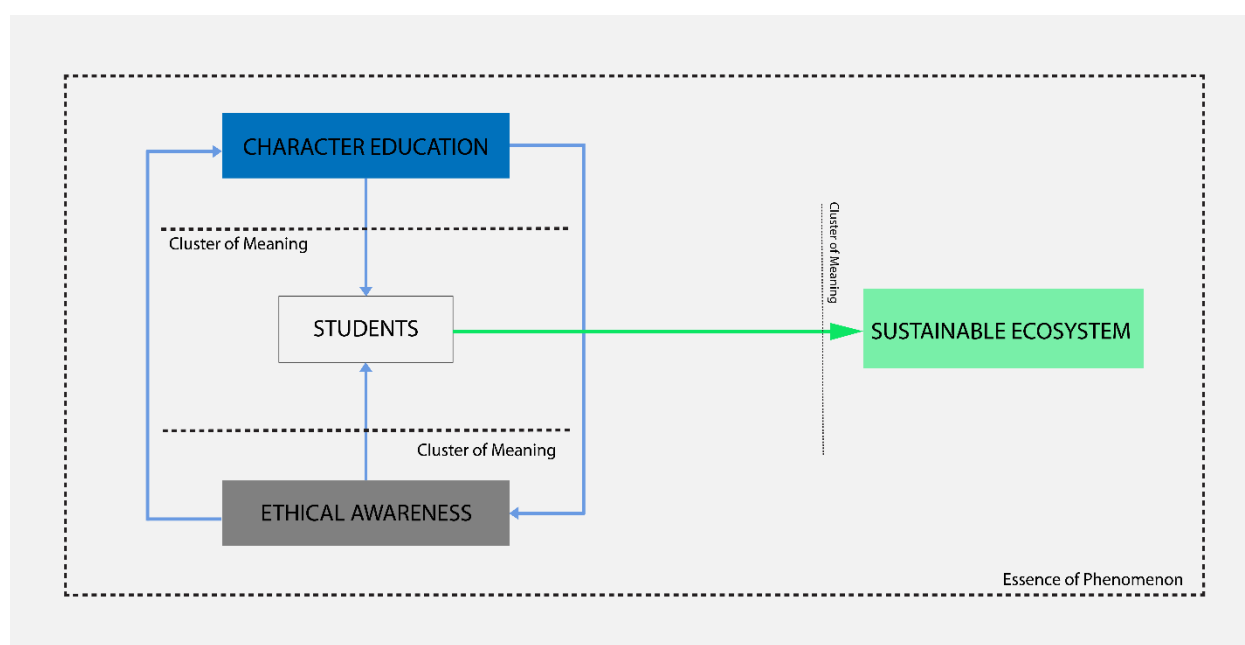 CHARACTER EDUCATION
Cluster of Meaning
STUDENTS
Cluster of Meaning
SUSTAINABLE ECOSYSTEM
Cluster of Meaning
ETHICAL AWARENESS
Essence of Phenomenon